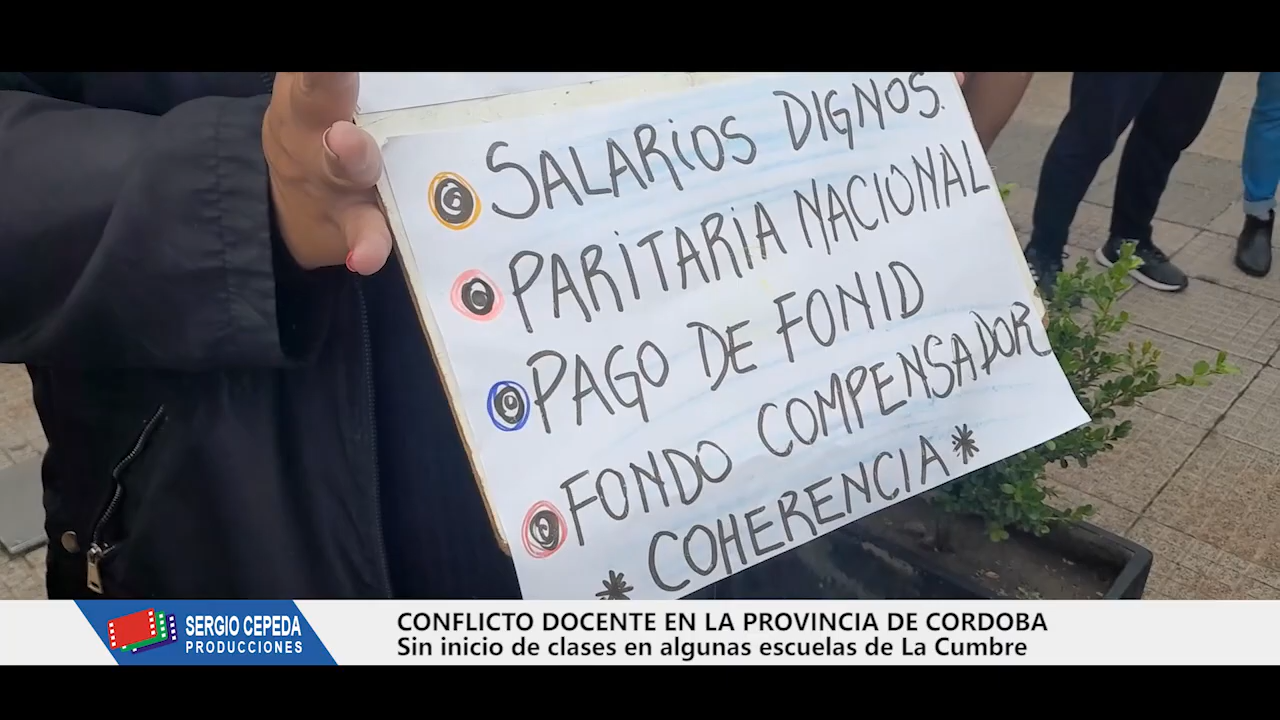 SALARiOS DiGNOS.
PARiTARiA NACIONAL
PAGO DE FONID
FONDO COMPENSADOR
* COHERENCIA *
SERGIO CEPEDA
PRODUCCIONES
CONFLICTO DOCENTE EN LA PROVINCIA DE CORDOBA
Sin inicio de clases en algunas escuelas de La Cumbre